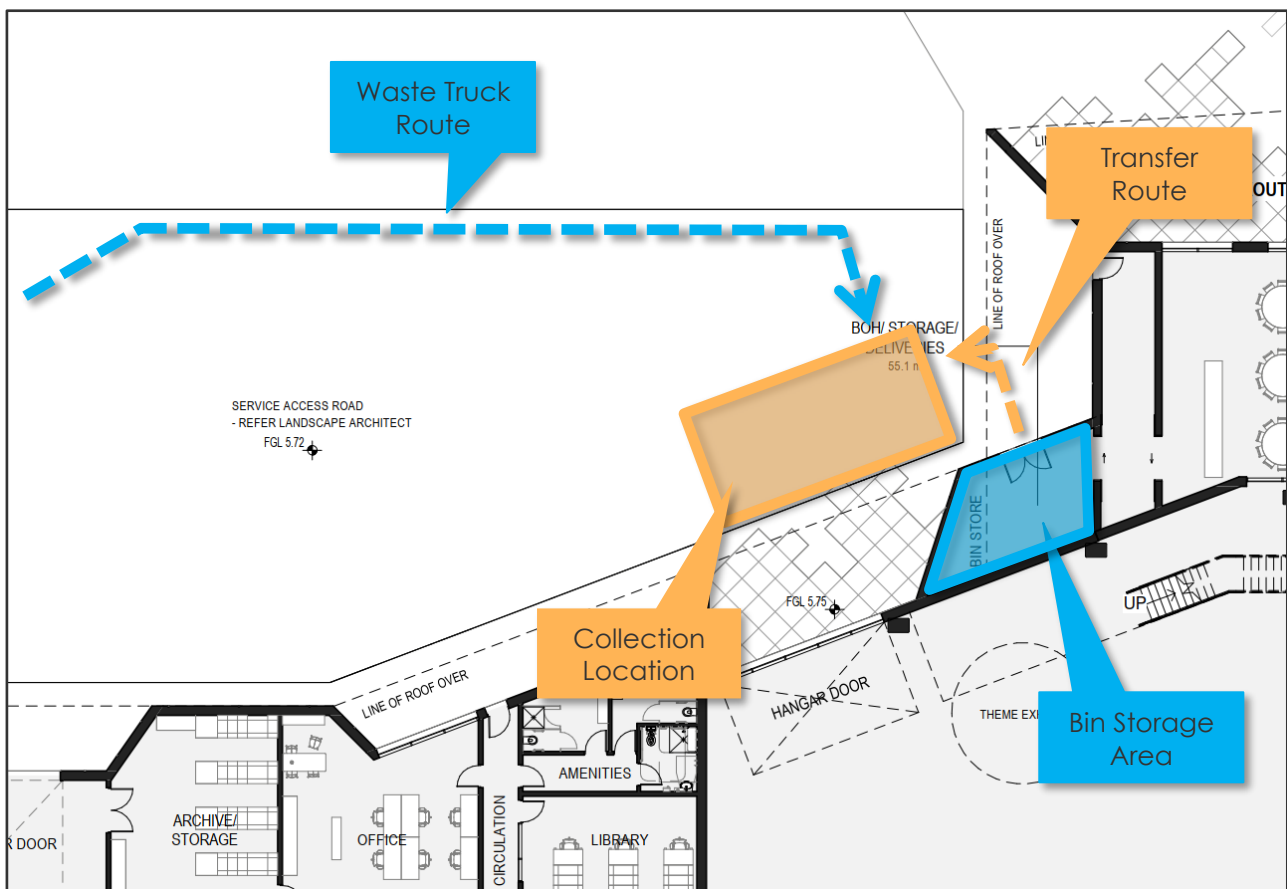 Waste Truck
Route
Transfer
Route
OUT
LINE OF ROOF OVER
BOH/ STORAGE/
DELIVERIES
55.1
SERVICE ACCESS ROAD
- REFER LANDSCAPE ARCHITECT
FGL 5.72
BIN STORE
FGL 5.75
UP
Collection
Location
LINE OF ROOF OVER
HANGAR DOOR
THEME
Bin Storage
Area
AMENITIES
ARCHIVE/
STORAGE
OFFICE
CIRCULATION
LIBRARY
DOOR